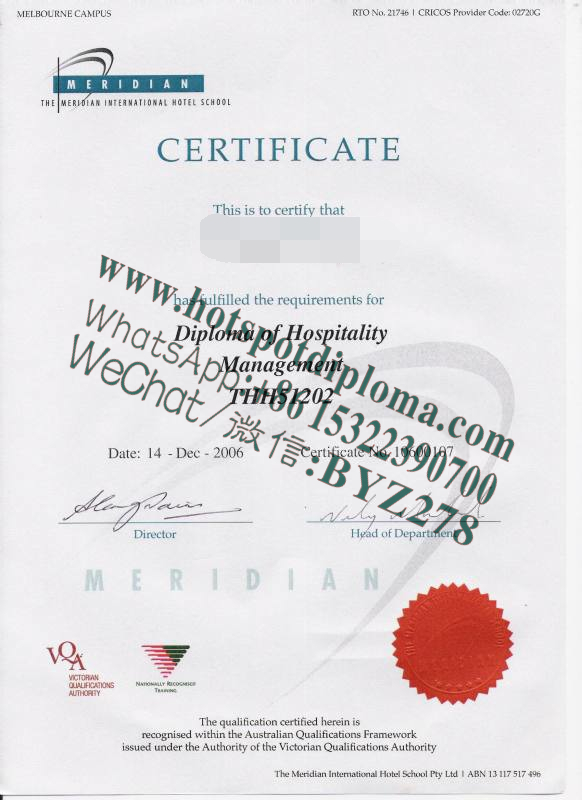 MELBOURNE CAMPUS
RTO No. 21746 | CRICOS Provider Code: 02720G
MERIDIAN
THE MERIDIAN INTERNATIONAL HOTEL SCHOOL
CERTIFICATE
This is to certify that
has fulfilled the requirements for
Diploma of Hospitality
Management
THH51202
www.hotspotdiploma.com
WhatsApp:+86 15322390700
WeChat/微信:BYZ278
Date: 14 - Dec - 2006
Certificate No 10600107
Director
Head of Department
MERIDIAN
VQA
VICTORIAN
QUALIFICATIONS
AUTHORITY
NATIONALLY RECOGNISED
TRAINING
The qualification certified herein is
recognised within the Australian Qualifications Framework
issued under the Authority of the Victorian Qualifications Authority
The Meridian International Hotel School Pty Ltd | ABN 13 117 517 496